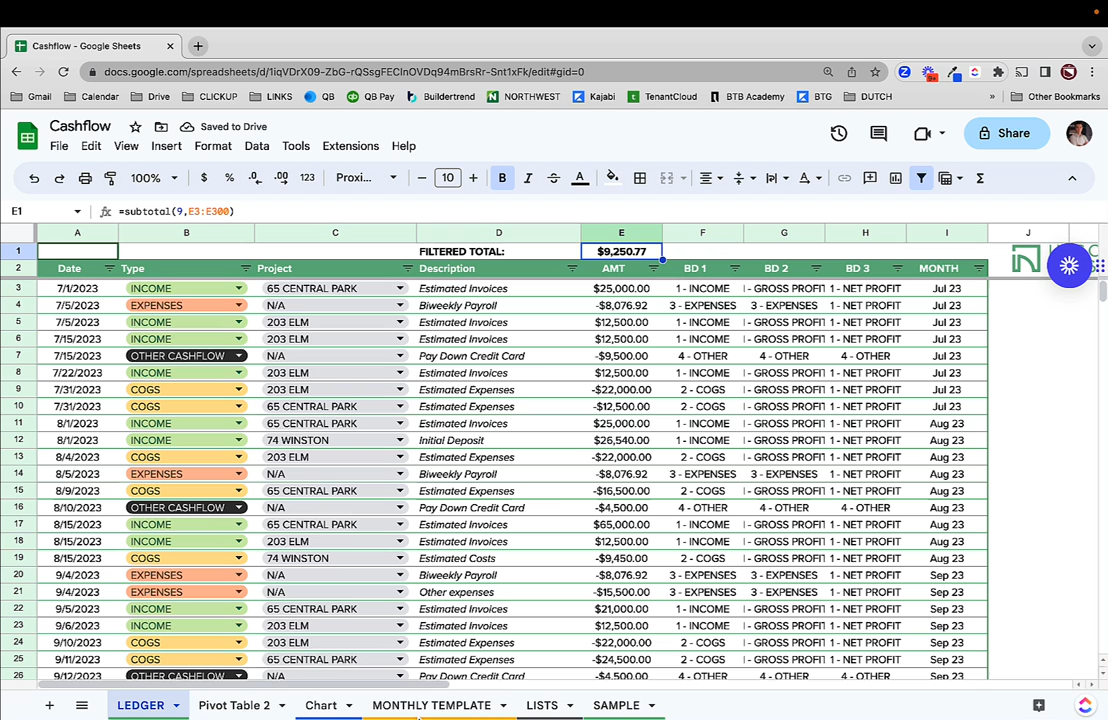 Cashflow - Google Sheets
docs.google.com/spreadsheets/d/1iqVDrX09-ZbG-rQSsgFEClnOVDq94mBrsRr-Snt1xFk/edit#gid=0
Gmail Calendar Drive CLICKUP LINKS QB QB Pay Buildertrend NORTHWEST Kajabi TenantCloud BTB Academy BTG DUTCH » Other Bookmarks
Cashflow Saved to Drive
File Edit View Insert Format Data Tools Extensions Help
Share
100% $ % .0 .00 123 Proxi... − 10 + B I A Σ
E1 fx =subtotal(9,E3:E300)
A B C D E F G H I J
1 FILTERED TOTAL: $9,250.77
2 Date Type Project Description AMT BD 1 BD 2 BD 3 MONTH
3 7/1/2023 INCOME 65 CENTRAL PARK Estimated Invoices $25,000.00 1 - INCOME - GROSS PROFIT 1 - NET PROFIT Jul 23
4 7/5/2023 EXPENSES N/A Biweekly Payroll -$8,076.92 3 - EXPENSES 3 - EXPENSES 1 - NET PROFIT Jul 23
5 7/5/2023 INCOME 203 ELM Estimated Invoices $12,500.00 1 - INCOME - GROSS PROFIT 1 - NET PROFIT Jul 23
6 7/15/2023 INCOME 203 ELM Estimated Invoices $12,500.00 1 - INCOME - GROSS PROFIT 1 - NET PROFIT Jul 23
7 7/15/2023 OTHER CASHFLOW N/A Pay Down Credit Card -$9,500.00 4 - OTHER 4 - OTHER 4 - OTHER Jul 23
8 7/22/2023 INCOME 203 ELM Estimated Invoices $12,500.00 1 - INCOME - GROSS PROFIT 1 - NET PROFIT Jul 23
9 7/31/2023 COGS 203 ELM Estimated Expenses -$22,000.00 2 - COGS - GROSS PROFIT 1 - NET PROFIT Jul 23
10 7/31/2023 COGS 65 CENTRAL PARK Estimated Expenses -$12,500.00 2 - COGS - GROSS PROFIT 1 - NET PROFIT Jul 23
11 8/1/2023 INCOME 65 CENTRAL PARK Estimated Invoices $25,000.00 1 - INCOME - GROSS PROFIT 1 - NET PROFIT Aug 23
12 8/1/2023 INCOME 74 WINSTON Initial Deposit $26,540.00 1 - INCOME - GROSS PROFIT 1 - NET PROFIT Aug 23
13 8/4/2023 COGS 203 ELM Estimated Expenses -$22,000.00 2 - COGS - GROSS PROFIT 1 - NET PROFIT Aug 23
14 8/5/2023 EXPENSES N/A Biweekly Payroll -$8,076.92 3 - EXPENSES 3 - EXPENSES 1 - NET PROFIT Aug 23
15 8/9/2023 COGS 65 CENTRAL PARK Estimated Expenses -$16,500.00 2 - COGS - GROSS PROFIT 1 - NET PROFIT Aug 23
16 8/10/2023 OTHER CASHFLOW N/A Pay Down Credit Card -$4,500.00 4 - OTHER 4 - OTHER 4 - OTHER Aug 23
17 8/15/2023 INCOME 65 CENTRAL PARK Estimated Invoices $65,000.00 1 - INCOME - GROSS PROFIT 1 - NET PROFIT Aug 23
18 8/15/2023 INCOME 203 ELM Estimated Invoices $12,500.00 1 - INCOME - GROSS PROFIT 1 - NET PROFIT Aug 23
19 8/15/2023 COGS 74 WINSTON Estimated Costs -$9,450.00 2 - COGS - GROSS PROFIT 1 - NET PROFIT Aug 23
20 9/4/2023 EXPENSES N/A Biweekly Payroll -$8,076.92 3 - EXPENSES 3 - EXPENSES 1 - NET PROFIT Sep 23
21 9/4/2023 EXPENSES N/A Other expenses -$15,500.00 3 - EXPENSES 3 - EXPENSES 1 - NET PROFIT Sep 23
22 9/5/2023 INCOME 65 CENTRAL PARK Estimated Invoices $21,000.00 1 - INCOME - GROSS PROFIT 1 - NET PROFIT Sep 23
23 9/6/2023 INCOME 203 ELM Estimated Invoices $12,500.00 1 - INCOME - GROSS PROFIT 1 - NET PROFIT Sep 23
24 9/10/2023 COGS 203 ELM Estimated Expenses -$22,000.00 2 - COGS - GROSS PROFIT 1 - NET PROFIT Sep 23
25 9/11/2023 COGS 65 CENTRAL PARK Estimated Expenses -$24,500.00 2 - COGS - GROSS PROFIT 1 - NET PROFIT Sep 23
26 9/12/2023 OTHER CASHFLOW N/A Pay Down Credit Card -$4,500.00 4 - OTHER 4 - OTHER 4 - OTHER Sep 23
LEDGER Pivot Table 2 Chart MONTHLY TEMPLATE LISTS SAMPLE